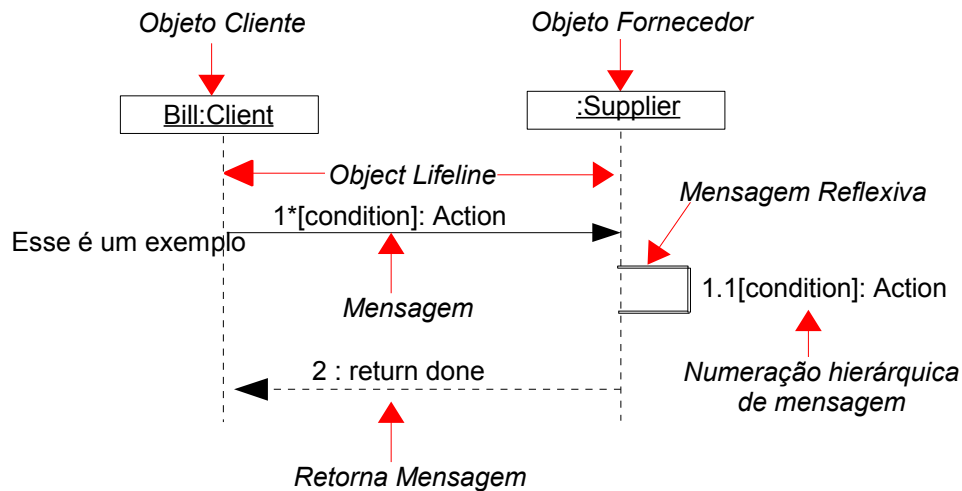 Objeto Cliente
Objeto Fornecedor
Bill:Client
:Supplier
Object Lifeline
Mensagem Reflexiva
1*[condition]: Action
Esse é um exemplo
1.1[condition]: Action
Mensagem
2 : return done
Numeração hierárquica
de mensagem
Retorna Mensagem